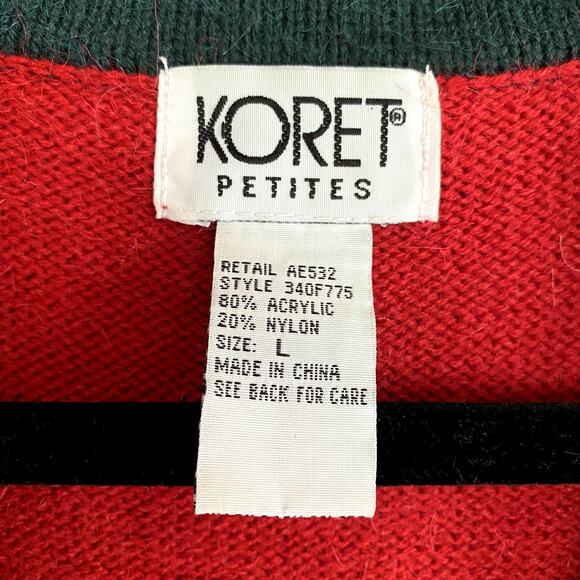 KORET®
PETITES
RETAIL AE532
STYLE 340F775
80% ACRYLIC
20% NYLON
SIZE: L
MADE IN CHINA
SEE BACK FOR CARE